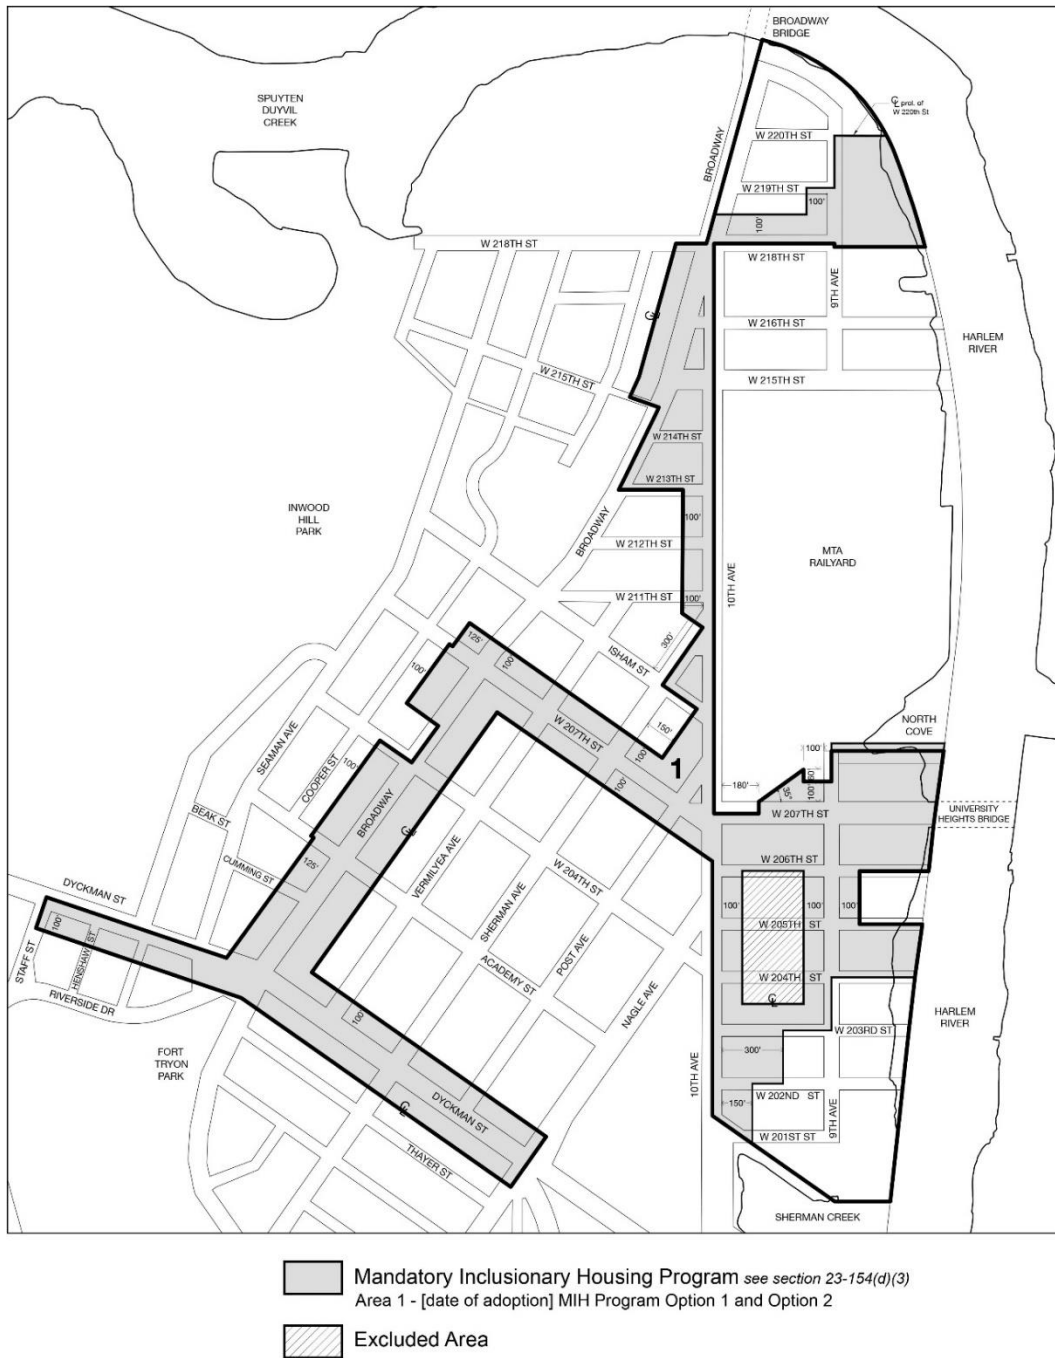 BROADWAY
BRIDGE
SPUYTEN
DUYVIL
CREEK
℄ prol. of
W 220th St
W 220TH ST
BROADWAY
W 219TH ST
100'
100'
W 218TH ST
W 218TH ST
9TH AVE
℄
W 216TH ST
HARLEM
RIVER
W 215TH ST
W 215TH ST
W 214TH ST
W 213TH ST
INWOOD
HILL
PARK
100'
BROADWAY
W 212TH ST
MTA
RAILYARD
10TH AVE
W 211TH ST
100'
300'
125'
100'
100'
ISHAM ST
150'
W 207TH ST
NORTH
COVE
SEAMAN AVE
COOPER ST
100'
100'
1
100'
100'
50'
180'
35°
100'
BROADWAY
℄
W 207TH ST
UNIVERSITY
HEIGHTS BRIDGE
BEAK ST
CUMMING ST
125'
VERMILYEA AVE
W 204TH ST
W 206TH ST
DYCKMAN ST
SHERMAN AVE
100'
100'
100'
100'
STAFF ST
HENSHAW ST
POST AVE
W 205TH ST
ACADEMY ST
NAGLE AVE
W 204TH ST
RIVERSIDE DR
100'
℄
HARLEM
RIVER
W 203RD ST
FORT
TRYON
PARK
300'
10TH AVE
DYCKMAN ST
℄
150'
W 202ND ST
9TH AVE
W 201ST ST
THAYER ST
SHERMAN CREEK
Mandatory Inclusionary Housing Program see section 23-154(d)(3)
Area 1 - [date of adoption] MIH Program Option 1 and Option 2
Excluded Area